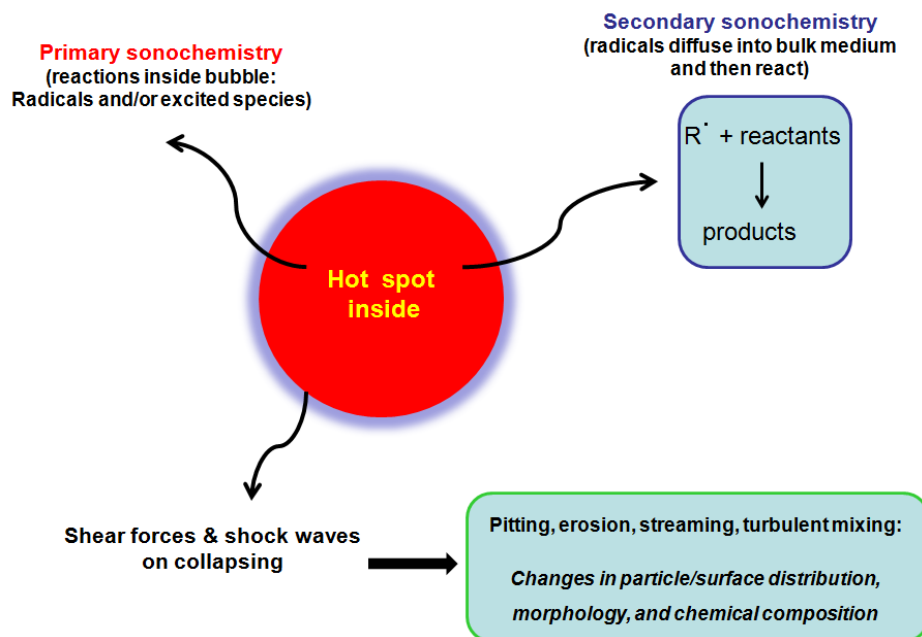 Primary sonochemistry
(reactions inside bubble:
Radicals and/or excited species)
Secondary sonochemistry
(radicals diffuse into bulk medium
and then react)
R˙ + reactants
products
Hot spot
inside
Shear forces & shock waves
on collapsing
Pitting, erosion, streaming, turbulent mixing:
Changes in particle/surface distribution,
morphology, and chemical composition